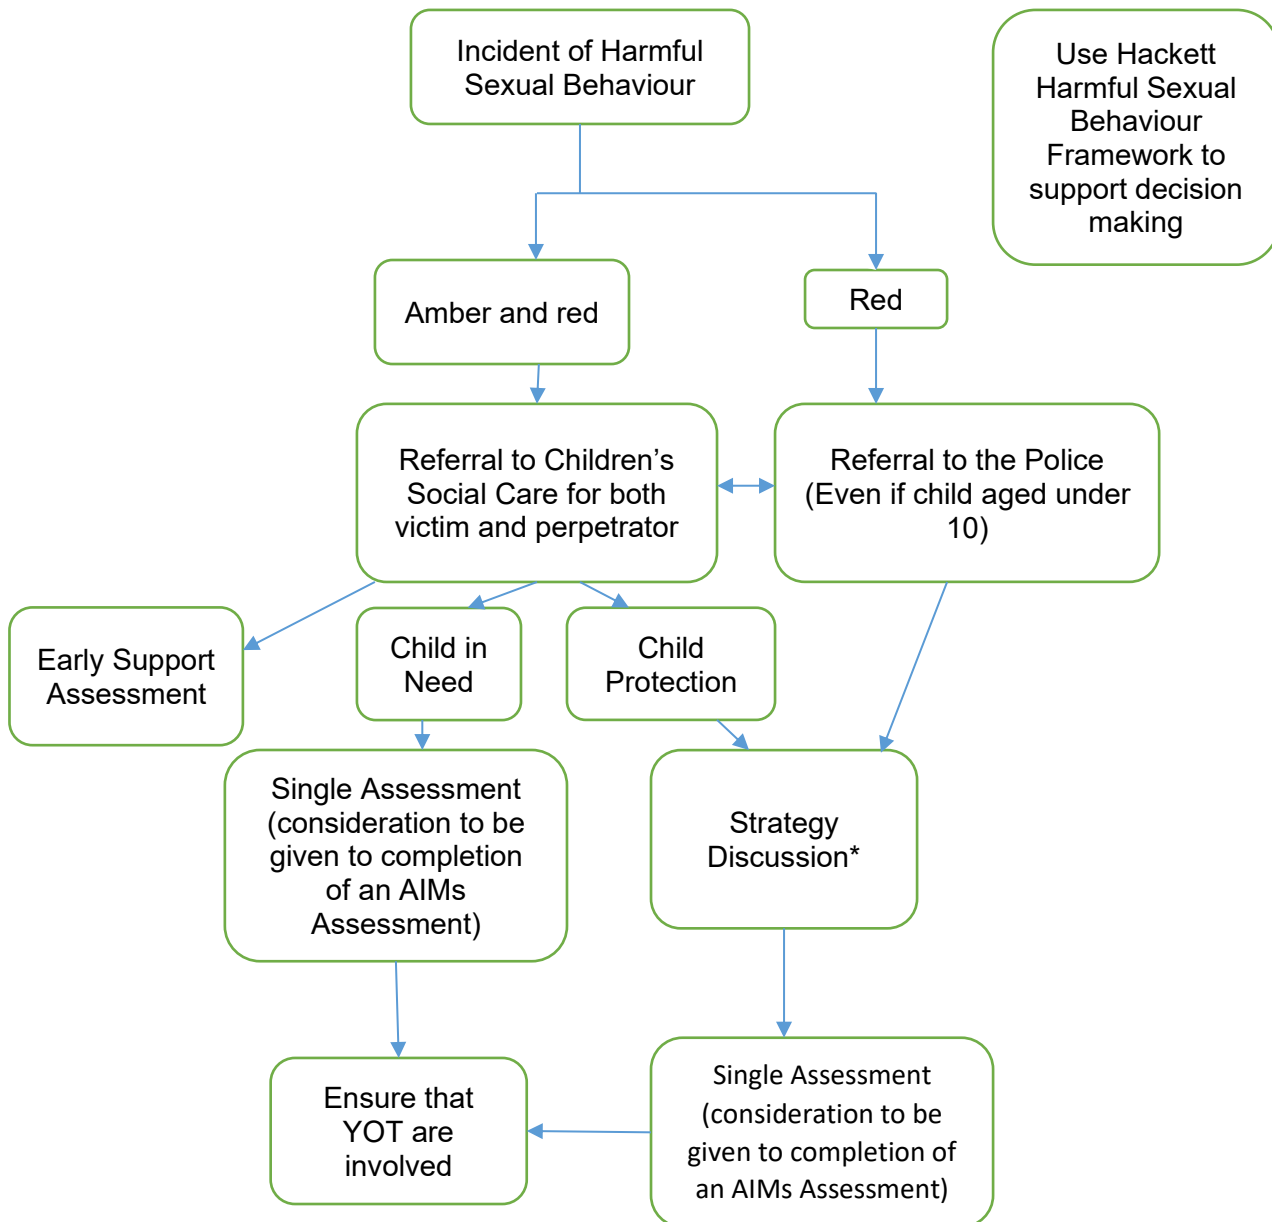 Incident of Harmful
Sexual Behaviour
Use Hackett
Harmful Sexual
Behaviour
Framework to
support decision
making
Amber and red
Red
Referral to Children’s
Social Care for both
victim and perpetrator
Referral to the Police
(Even if child aged under
10)
Early Support
Assessment
Child in
Need
Child
Protection
Single Assessment
(consideration to be
given to completion
of an AIMs
Assessment)
Strategy
Discussion*
Ensure that
YOT are
involved
Single Assessment
(consideration to be
given to completion of
an AIMs Assessment)